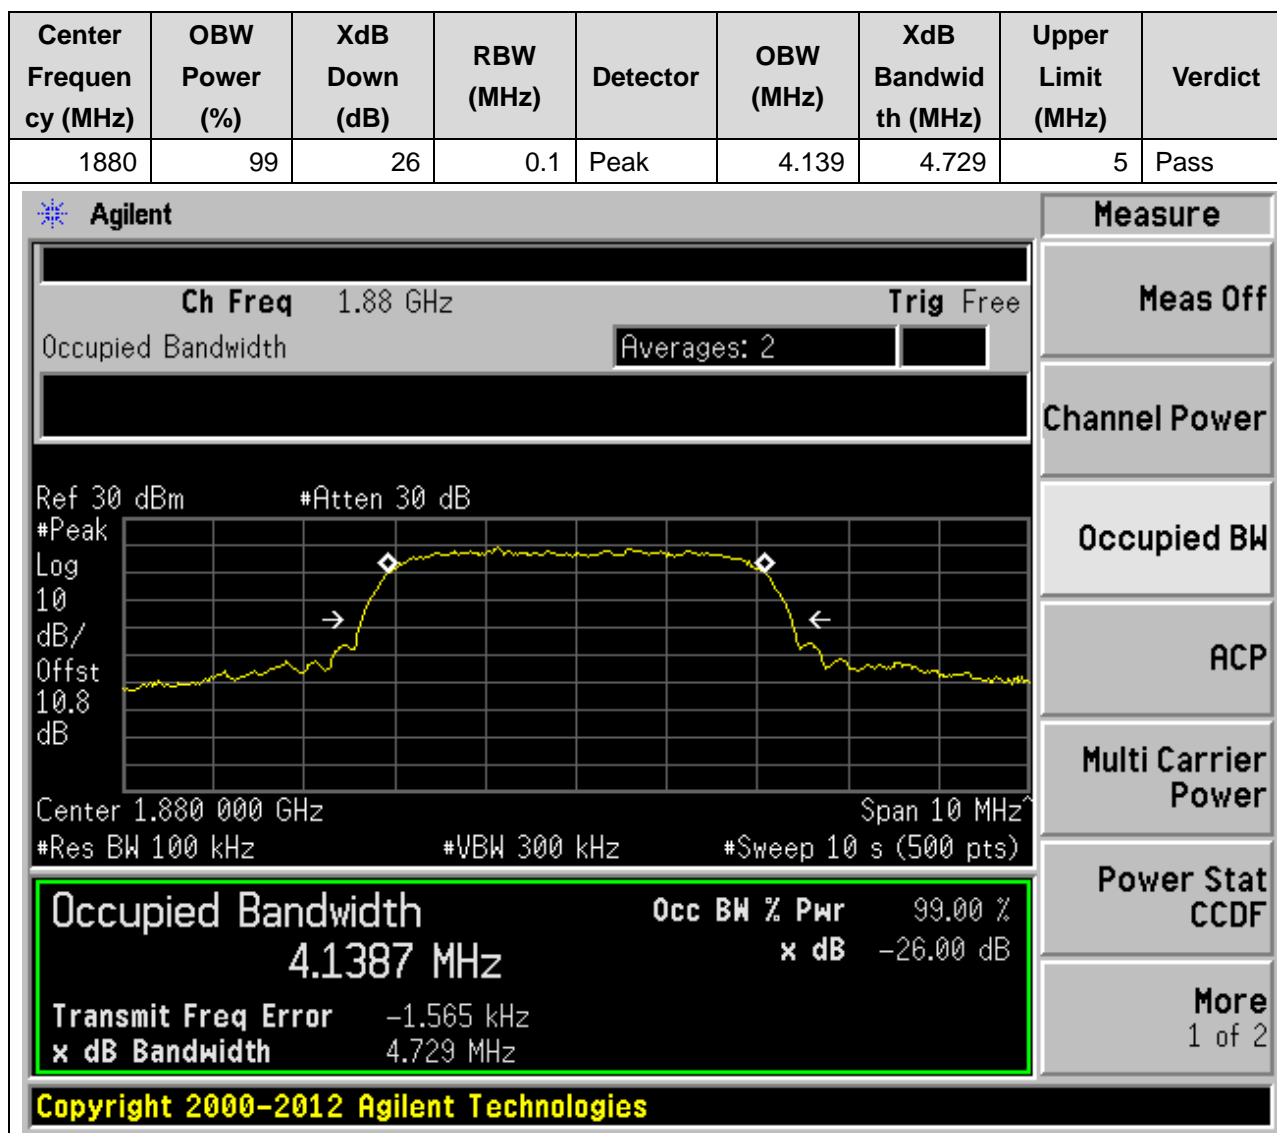 Center Frequen cy (MHz) OBW Power (%) XdB Down (dB) RBW (MHz) Detector OBW (MHz) XdB Bandwid th (MHz) Upper Limit (MHz) Verdict
1880 99 26 0.1 Peak 4.139 4.729 5 Pass
Agilent
Ch Freq 1.88 GHz Trig Free
Occupied Bandwidth Averages: 2
Ref 30 dBm #Atten 30 dB
#Peak
Log
10
dB/
Offst
10.8
dB
Center 1.880 000 GHz Span 10 MHz^
#Res BW 100 kHz #VBW 300 kHz #Sweep 10 s (500 pts)
Occupied Bandwidth Occ BW % Pwr 99.00 %
4.1387 MHz x dB -26.00 dB
Transmit Freq Error -1.565 kHz
x dB Bandwidth 4.729 MHz
Copyright 2000-2012 Agilent Technologies
Measure
Meas Off
Channel Power
Occupied BW
ACP
Multi Carrier
Power
Power Stat
CCDF
More
1 of 2